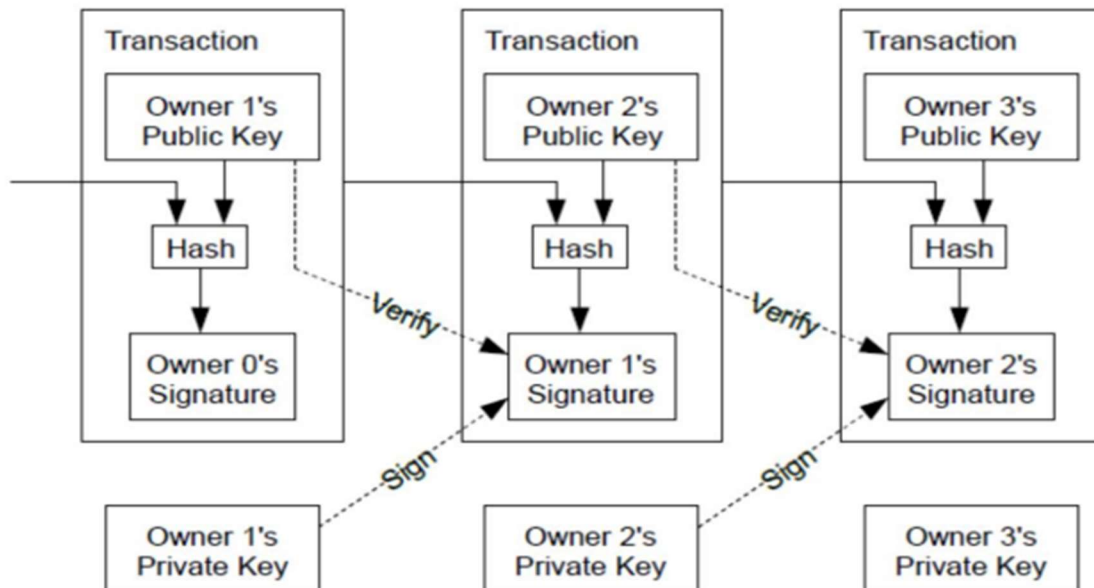 Transaction
Owner 1's
Public Key
Hash
Owner 0's
Signature
Transaction
Owner 2's
Public Key
Hash
Owner 1's
Signature
Transaction
Owner 3's
Public Key
Hash
Owner 2's
Signature
Verify
Verify
Sign
Sign
Owner 1's
Private Key
Owner 2's
Private Key
Owner 3's
Private Key